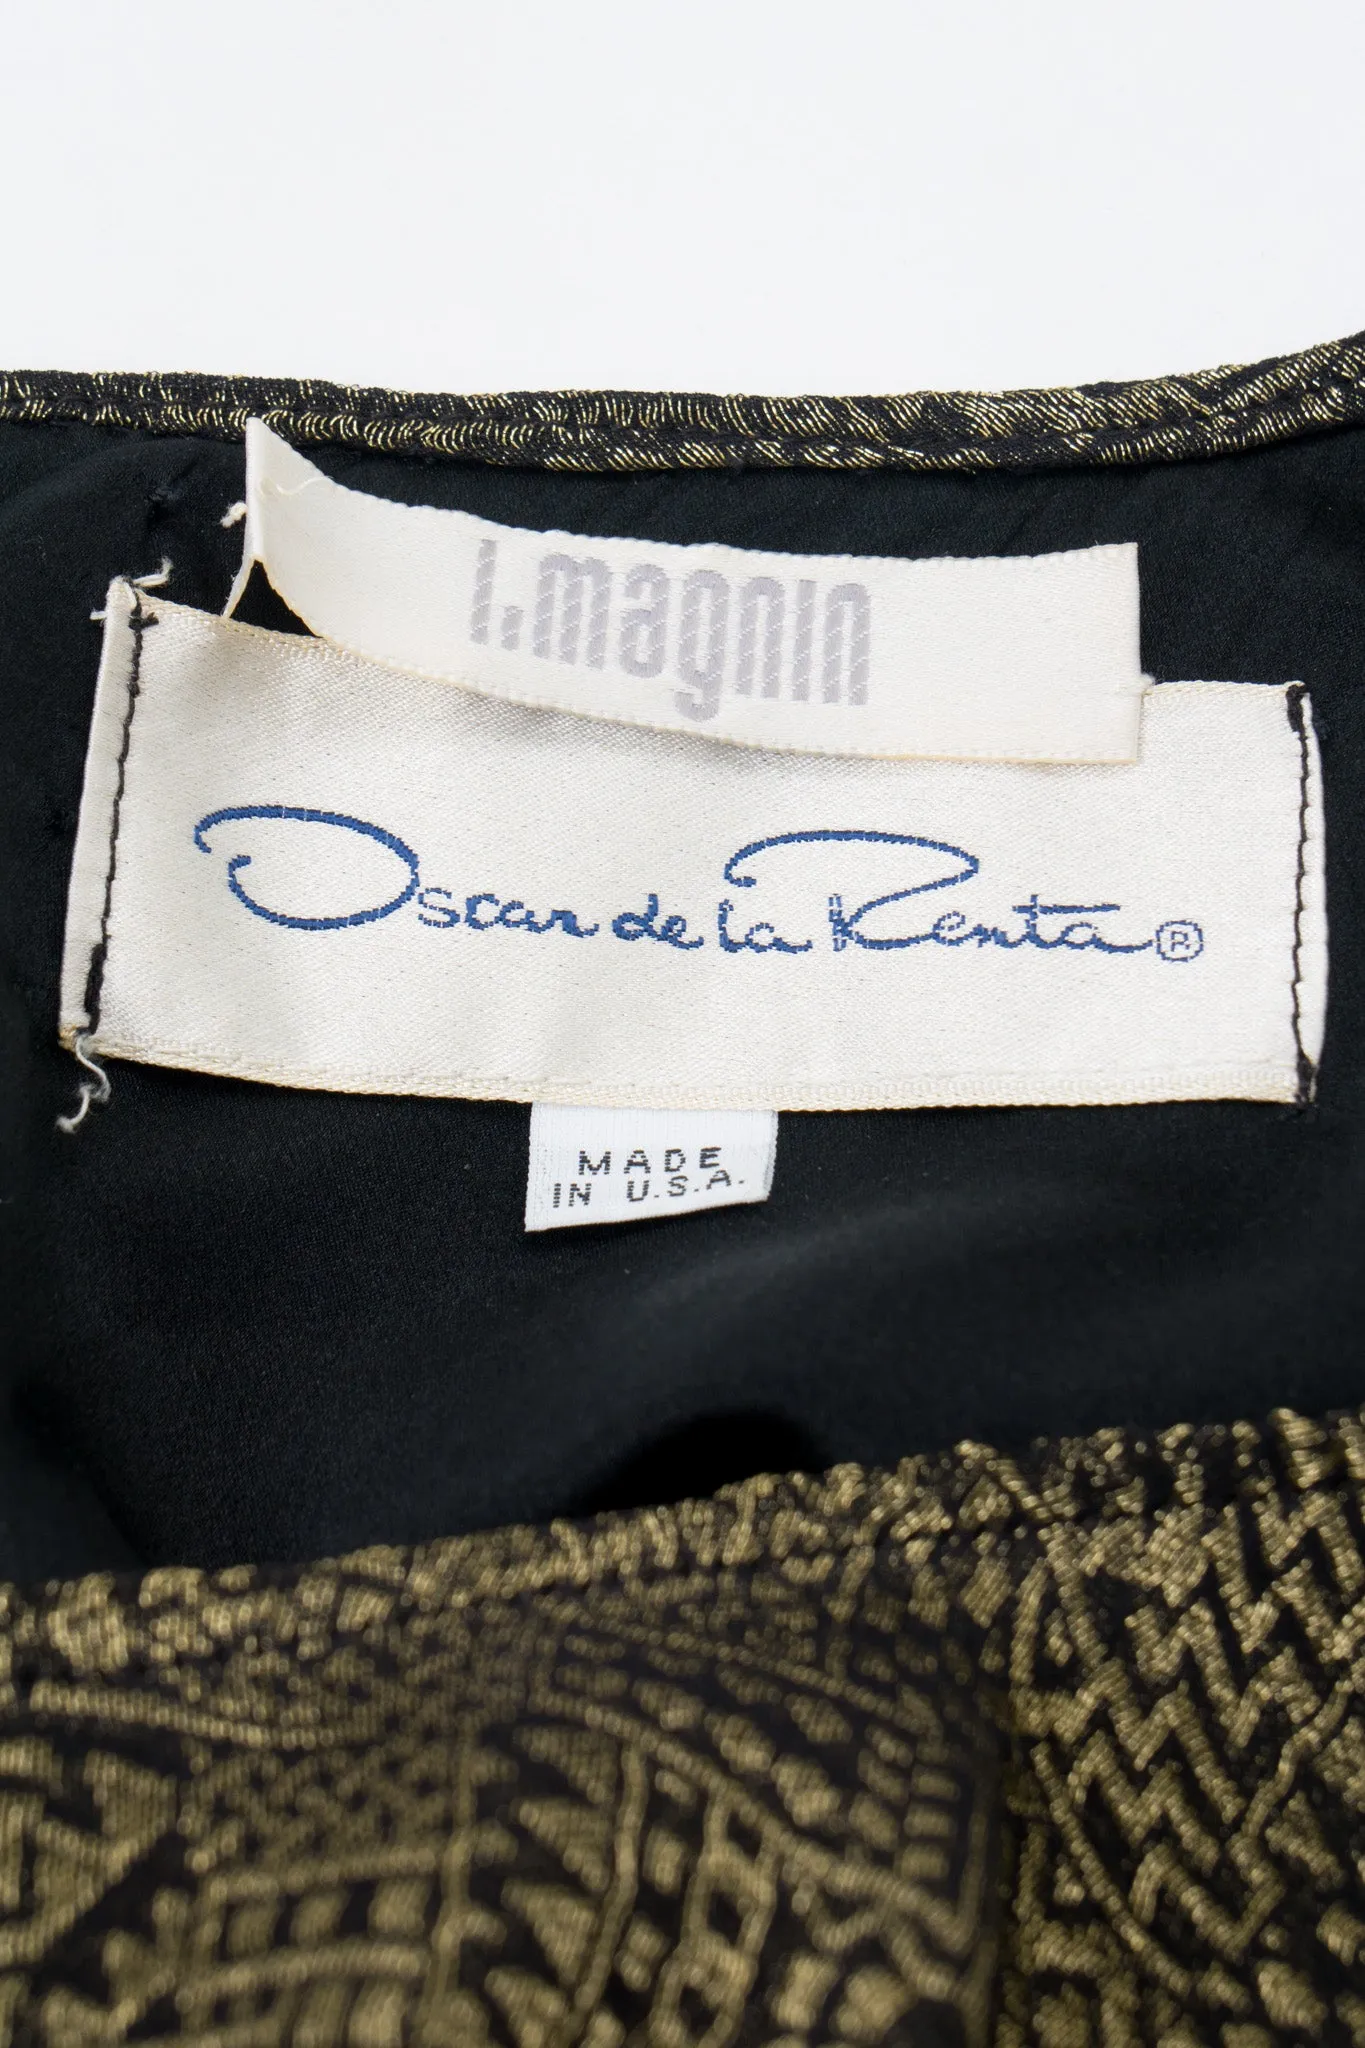 I.magnin
Oscar de la Renta®
MADE
IN U.S.A.